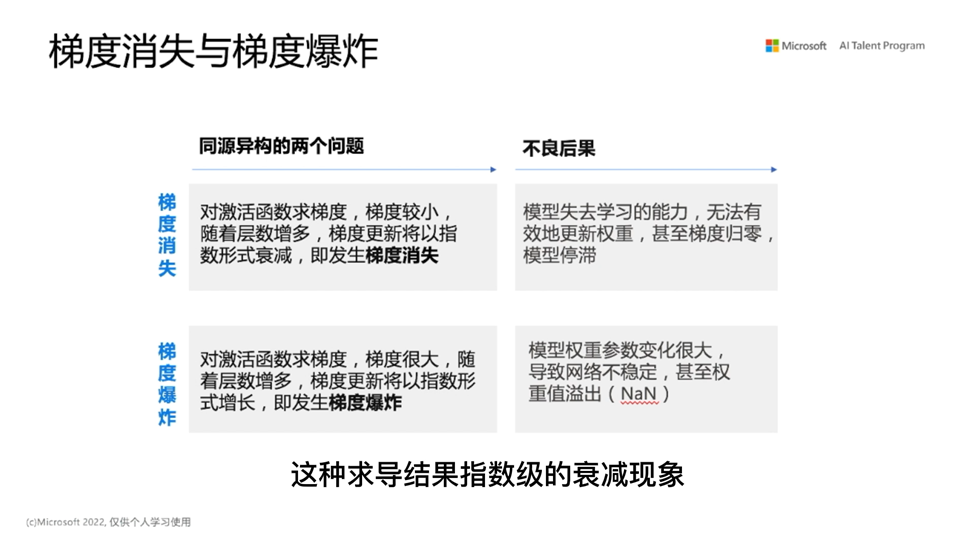 梯度消失与梯度爆炸
Microsoft AI Talent Program
同源异构的两个问题
不良后果
梯度消失
对激活函数求梯度，梯度较小，
随着层数增多，梯度更新将以指
数形式衰减，即发生梯度消失
模型失去学习的能力，无法有
效地更新权重，甚至梯度归零，
模型停滞
梯度爆炸
对激活函数求梯度，梯度很大，随
着层数增多，梯度更新将以指数形
式增长，即发生梯度爆炸
模型权重参数变化很大，
导致网络不稳定，甚至权
重值溢出（NaN）
这种求导结果指数级的衰减现象
(c)Microsoft 2022, 仅供个人学习使用